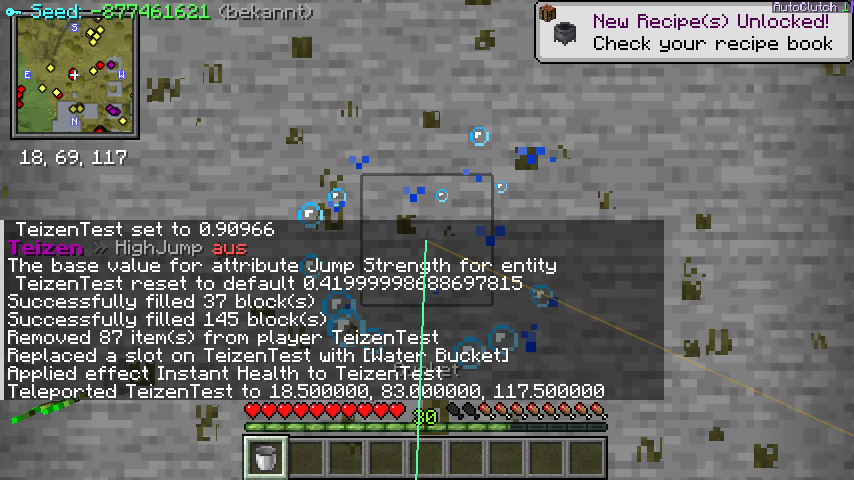 Seed: -877461621 (bekannt)
AutoClutch 1
New Recipe(s) Unlocked!
Check your recipe book
S
E
W
N
18, 69, 117
TeizenTest set to 0.90966
Teizen » HighJump aus
The base value for attribute Jump Strength for entity
TeizenTest reset to default 0.419999998688697815
Successfully filled 37 block(s)
Successfully filled 145 block(s)
Removed 87 item(s) from player TeizenTest
Replaced a slot on TeizenTest with [Water Bucket]
Applied effect Instant Health to TeizenTest
Teleported TeizenTest to 18.500000, 83.000000, 117.500000
30